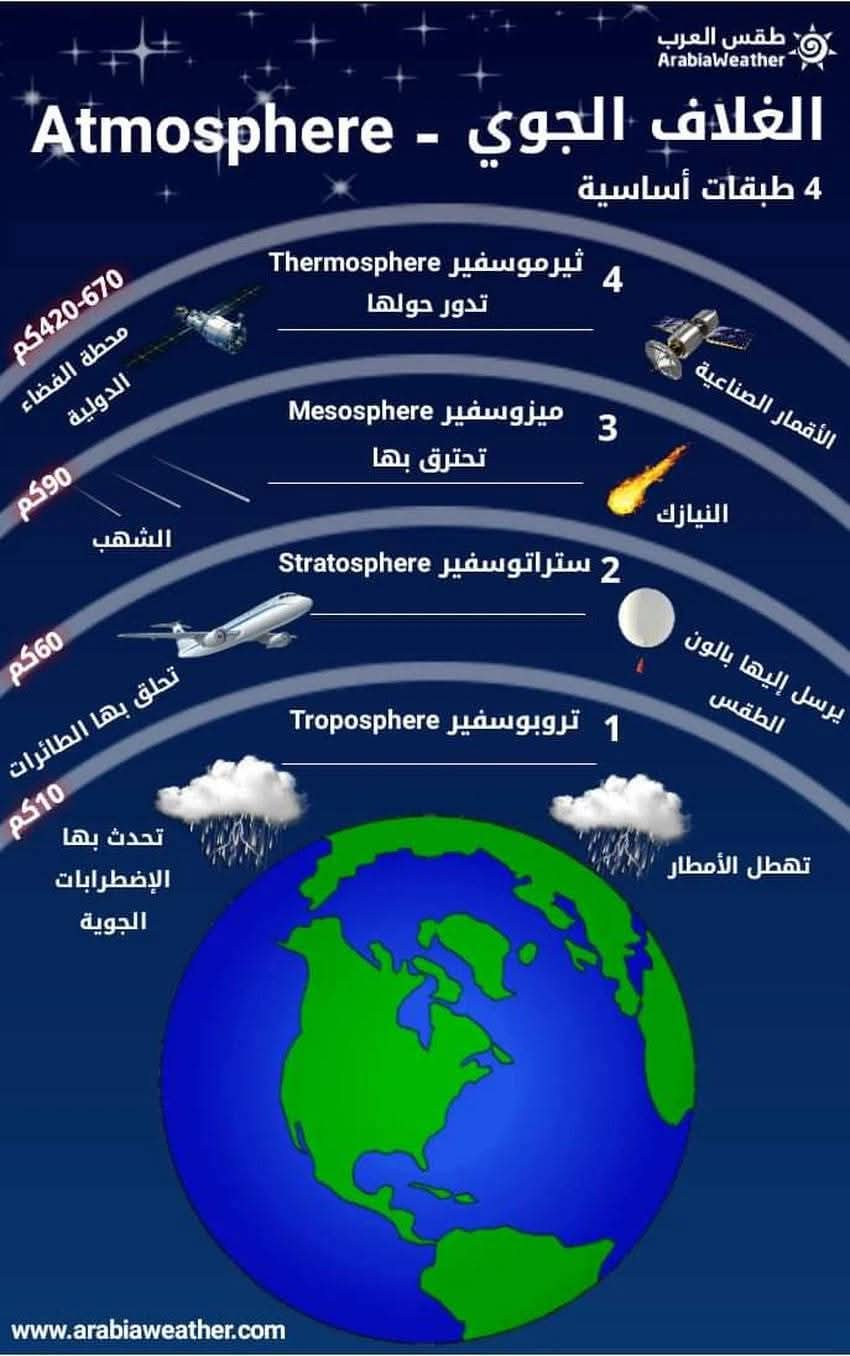 طقس العرب
ArabiaWeather
الغلاف الجوي - Atmosphere
4 طبقات أساسية
ثيرموسفير Thermosphere
4
تدور حولها
420-670كم
محطة الفضاء
الدولية
الأقمار الصناعية
ميزوسفير Mesosphere
3
تحترق بها
90كم
الشهب
النيازك
ستراتوسفير Stratosphere
2
60كم
تحلق بها الطائرات
يرسل إليها بالون
الطقس
تروبوسفير Troposphere
1
10كم
تحدث بها
الإضطرابات
الجوية
تهطل الأمطار
www.arabiaweather.com